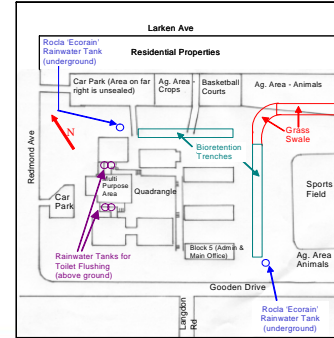 Larken Ave
Residential Properties
Rocla 'Ecorain'
Rainwater Tank
(underground)
Car Park (Area on far
right is unsealed)
Ag. Area -
Crops
Basketball
Courts
Ag. Area - Animals
N
Redmond Ave
Grass
Swale
Bioretention
Trenches
Multi
Purpose
Area
Quadrangle
Car
Park
Sports
Field
Rainwater Tanks for
Toilet Flushing
(above ground)
Block 5 (Admin &
Main Office)
Ag. Area
Animals
Gooden Drive
Langdon
Rd
Rocla 'Ecorain'
Rainwater Tank
(underground)